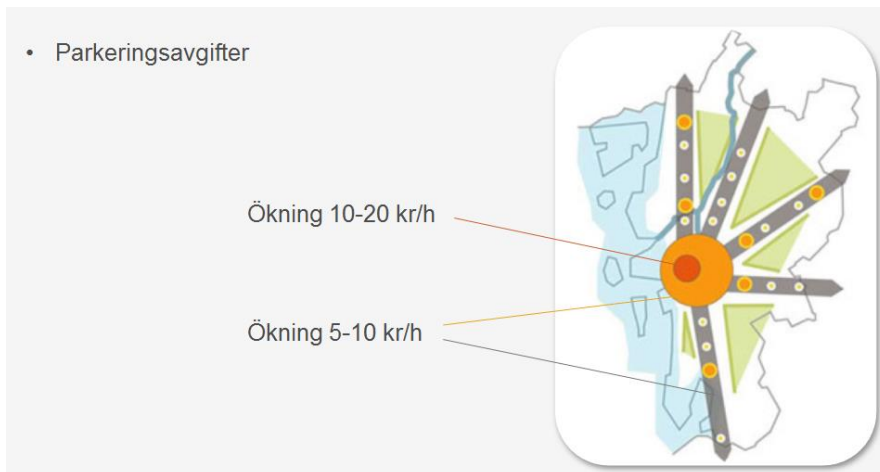 • Parkeringsavgifter
Ökning 10-20 kr/h
Ökning 5-10 kr/h